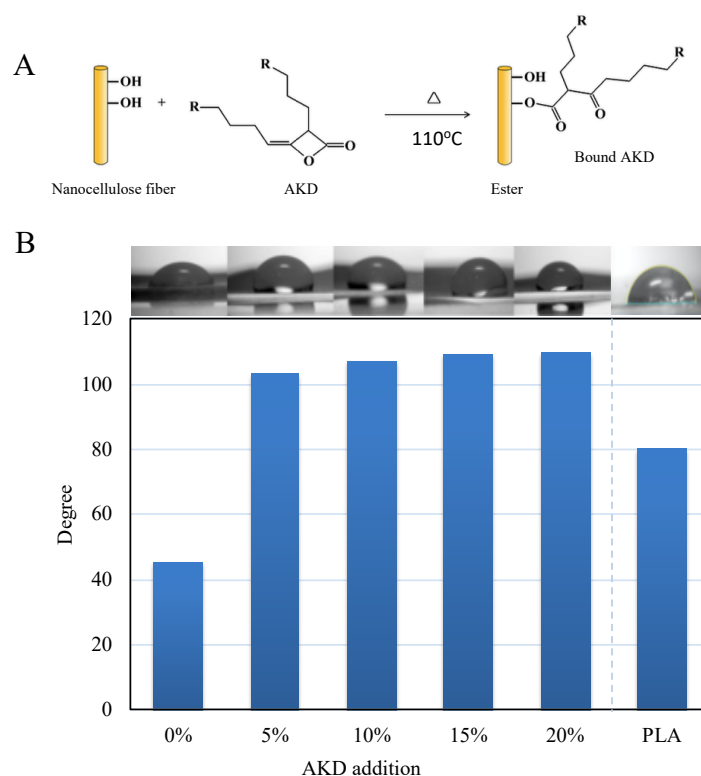 A
OH
OH
Nanocellulose fiber
+
R
R
O
O
AKD
△
110°C
R
R
OH
O
O
O
Ester
Bound AKD
B
120
100
80
60
40
20
0
Degree
0% 5% 10% 15% 20% PLA
AKD addition